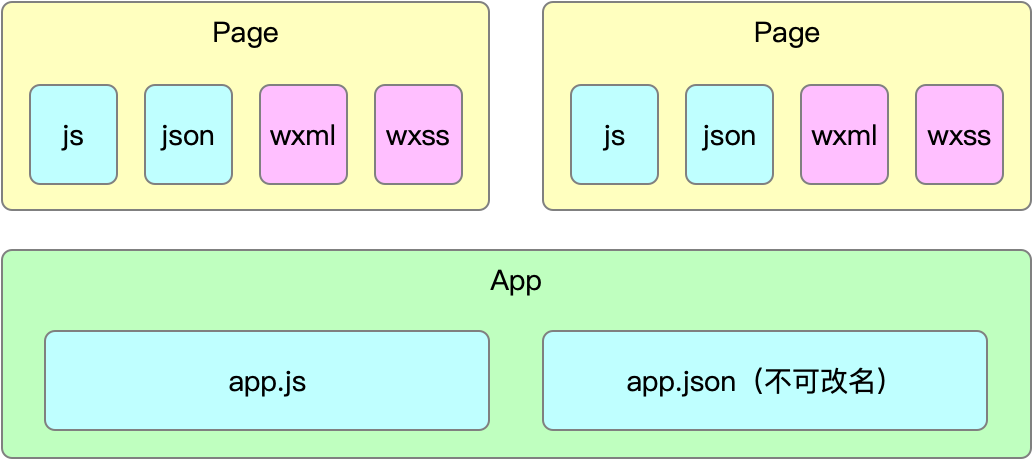 Page
js
json
wxml
wxss
Page
js
json
wxml
wxss
App
app.js
app.json（不可改名）